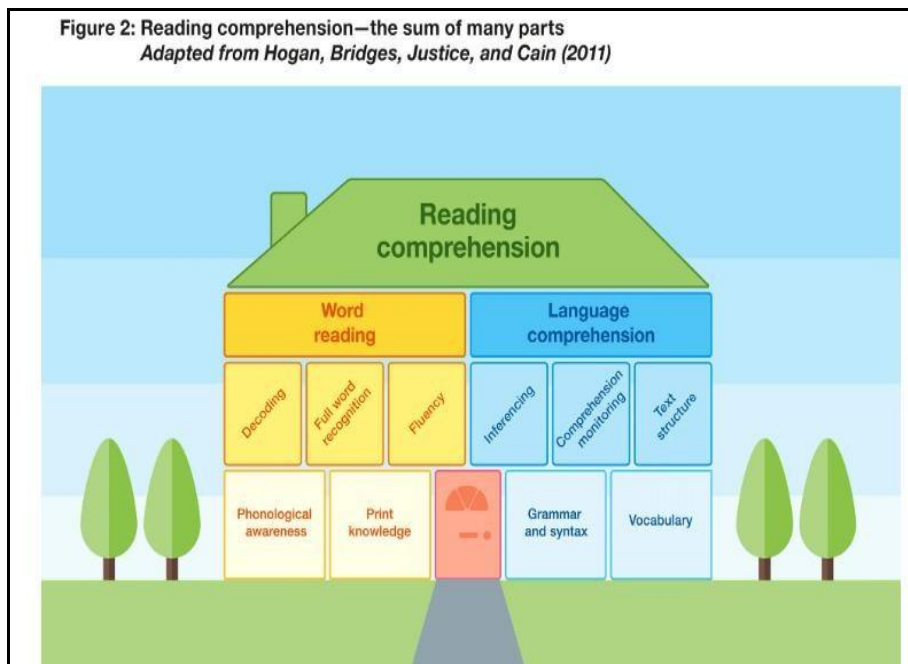 Figure 2: Reading comprehension—the sum of many parts
Adapted from Hogan, Bridges, Justice, and Cain (2011)
Reading
comprehension
Word
reading
Language
comprehension
Decoding
Full word
recognition
Fluency
Inferencing
Comprehension
monitoring
Text
structure
Phonological
awareness
Print
knowledge
Grammar
and syntax
Vocabulary